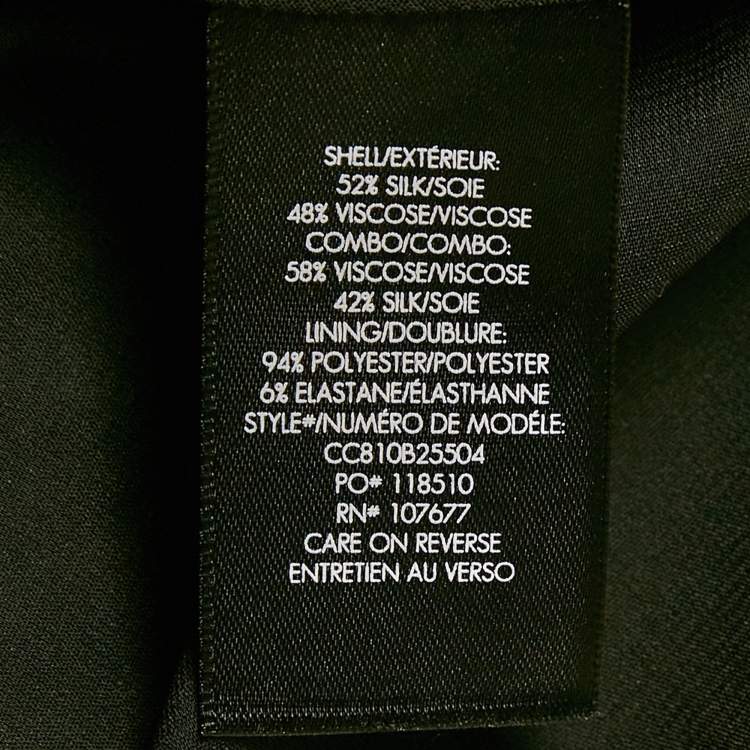 SHELL/EXTÉRIEUR:
52% SILK/SOIE
48% VISCOSE/VISCOSE
COMBO/COMBO:
58% VISCOSE/VISCOSE
42% SILK/SOIE
LINING/DOUBLURE:
94% POLYESTER/POLYESTER
6% ELASTANE/ÉLASTHANNE
STYLE#/NUMÉRO DE MODÉLE:
CC810B25504
PO# 118510
RN# 107677
CARE ON REVERSE
ENTRETIEN AU VERSO